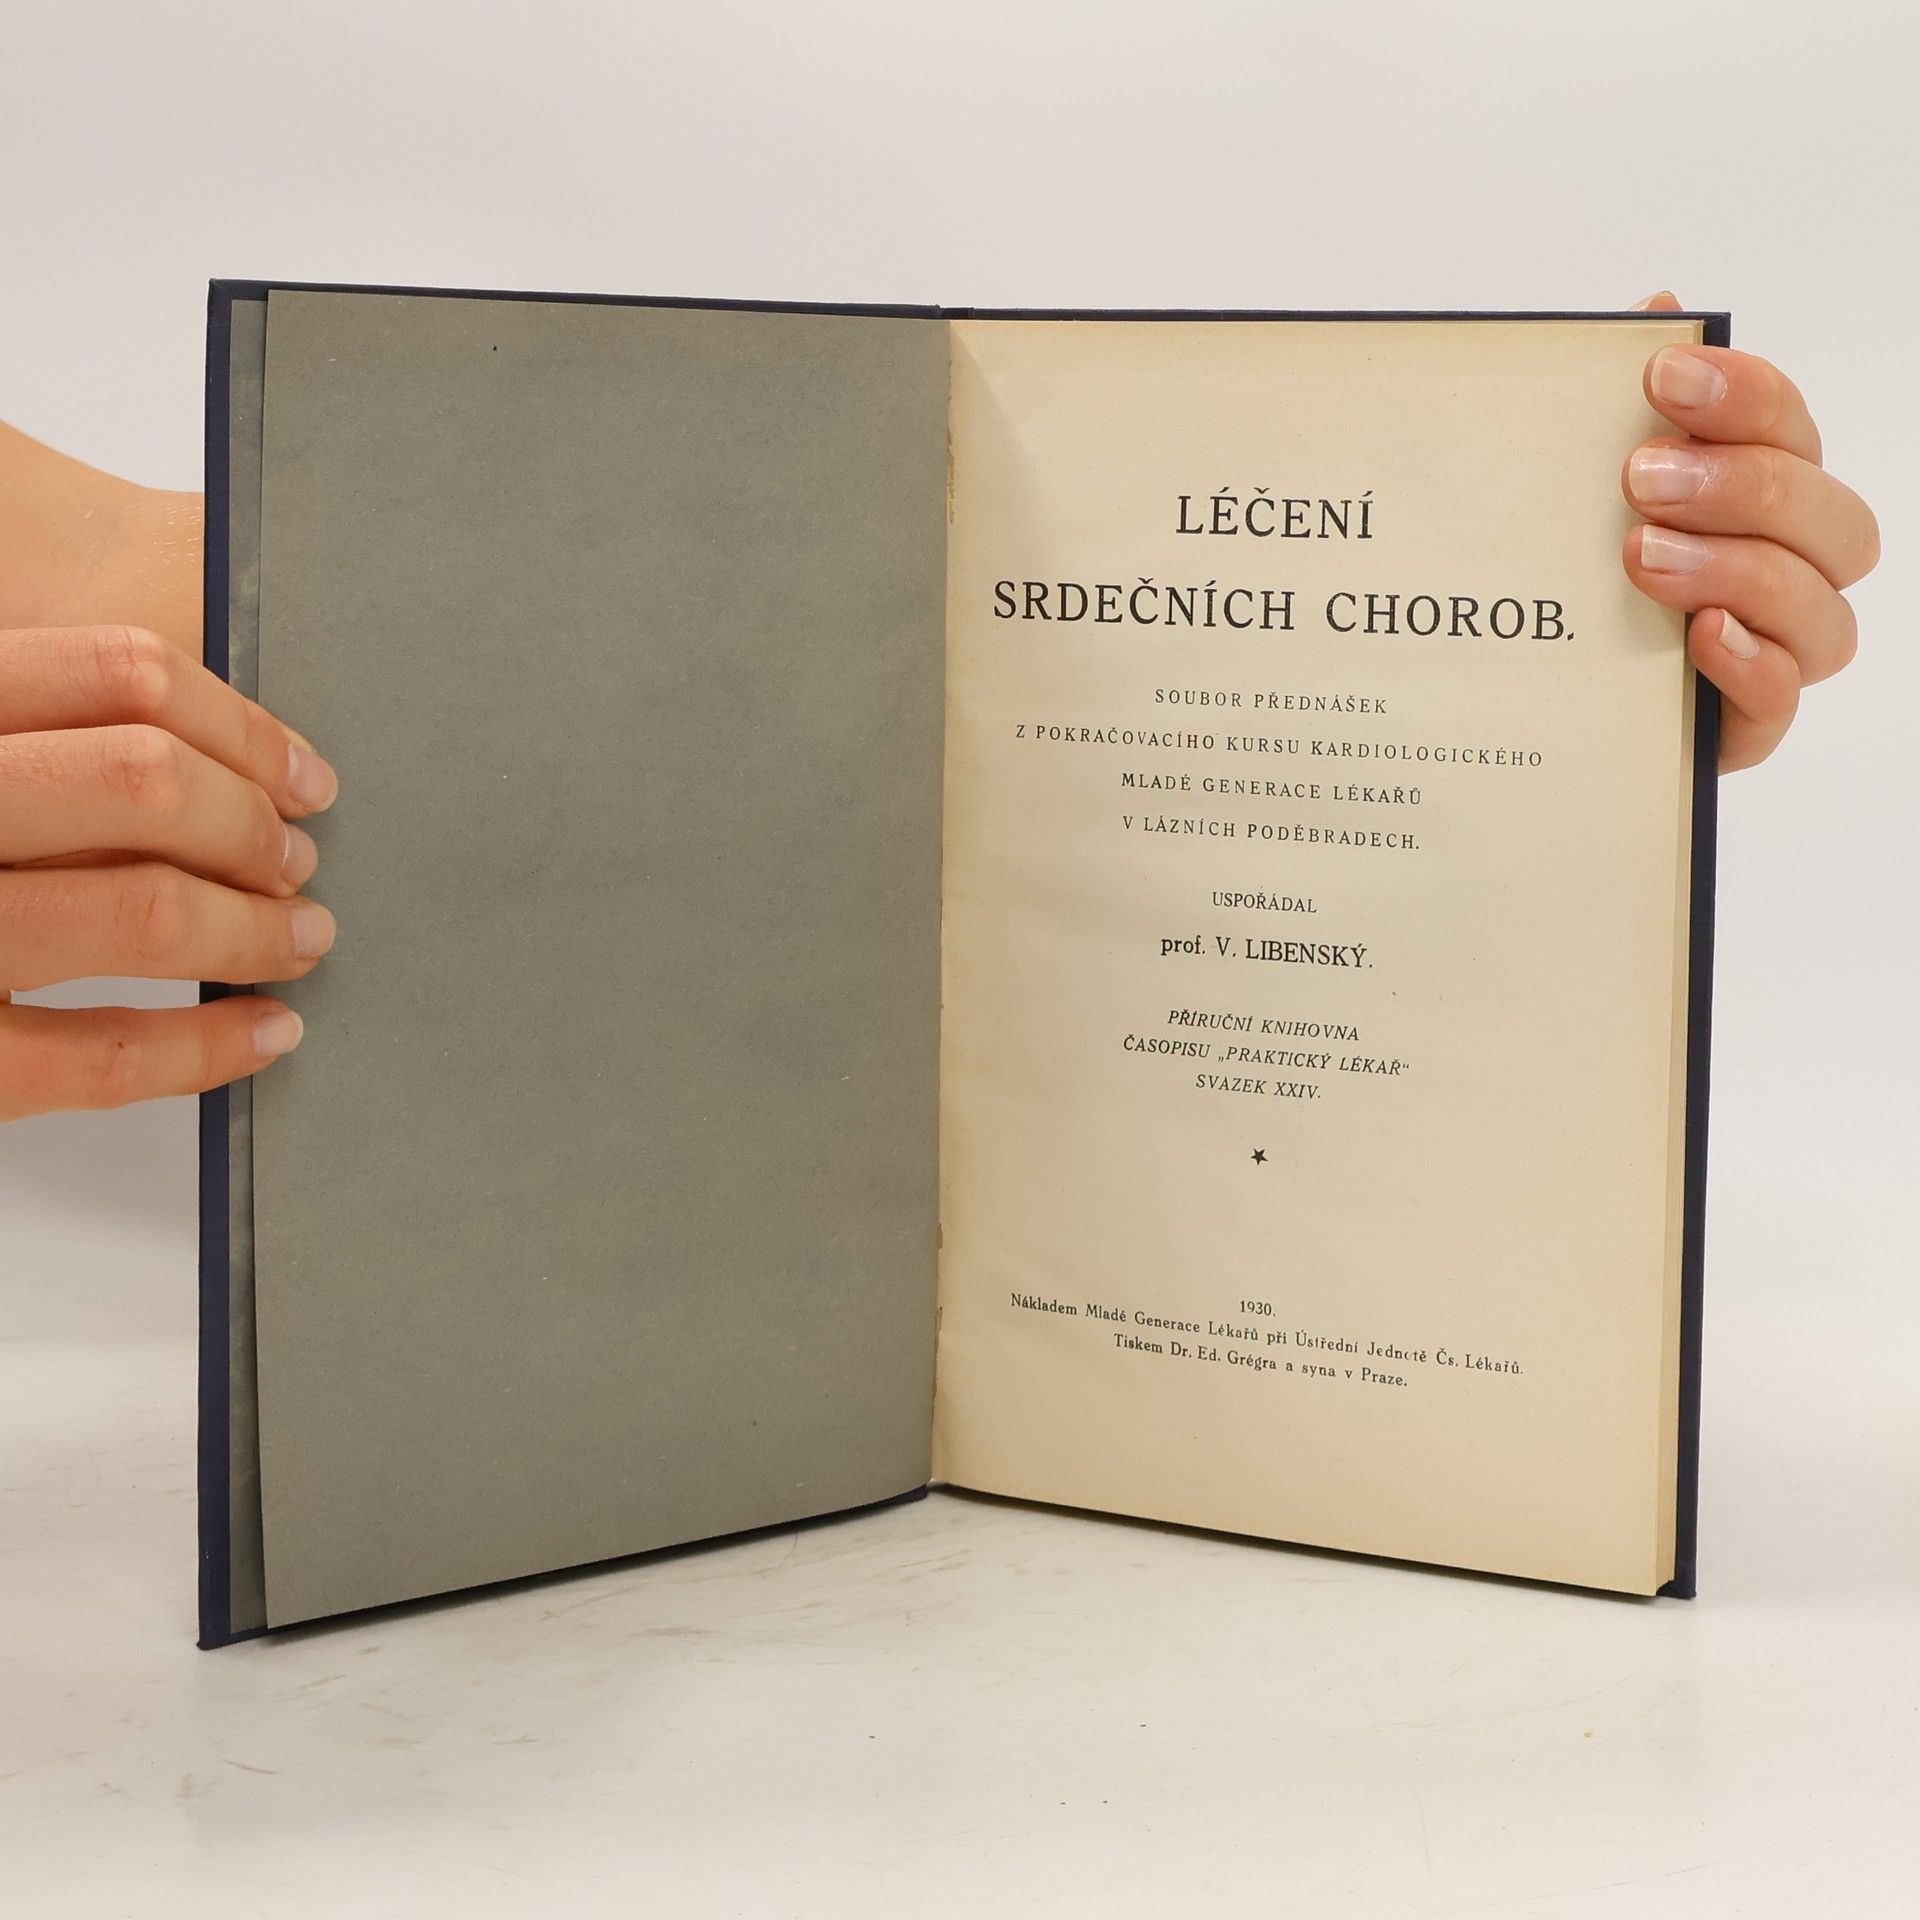 LÉČENÍ
SRDEČNÍCH CHOROB.
SOUBOR PŘEDNÁŠEK
Z POKRAČOVACÍHO KURSU KARDIOLOGICKÉHO
MLADÉ GENERACE LÉKAŘŮ
V LÁZNÍCH PODĚBRADECH.
USPOŘÁDAL
prof. V. LIBENSKÝ.
PŘÍRUČNÍ KNIHOVNA
ČASOPISU „PRAKTICKÝ LÉKAŘ“
SVAZEK XXIV.
1930.
Nákladem Mladé Generace Lékařů při Ústřední Jednotě Čs. Lékařů.
Tiskem Dr. Ed. Grégra a syna v Praze.